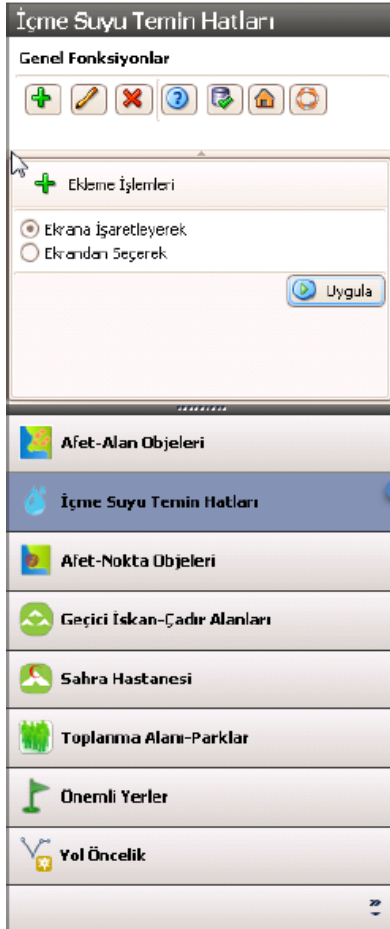 İçme Suyu Temin Hatları
Genel Fonksiyonlar
Ekleme İşlemleri
Ekrana İşaretleyerek
Ekrandan Seçerek
Uygula
Afet-Alan Objeleri
İçme Suyu Temin Hatları
Afet-Nokta Objeleri
Geçici İskan-Çadır Alanları
Sahra Hastanesi
Toplanma Alanı-Parklar
Önemli Yerler
Yol Öncelik